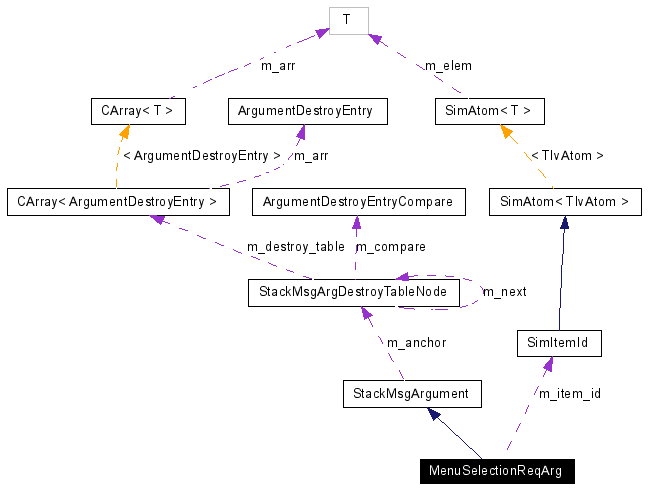 T
m_arr
m_elem
CArray< T >
ArgumentDestroyEntry
SimAtom< T >
< ArgumentDestroyEntry >
m_arr
< TlvAtom >
CArray< ArgumentDestroyEntry >
ArgumentDestroyEntryCompare
SimAtom< TlvAtom >
m_destroy_table
m_compare
StackMsgArgDestroyTableNode
m_next
m_anchor
SimItemId
StackMsgArgument
m_item_id
MenuSelectionReqArg